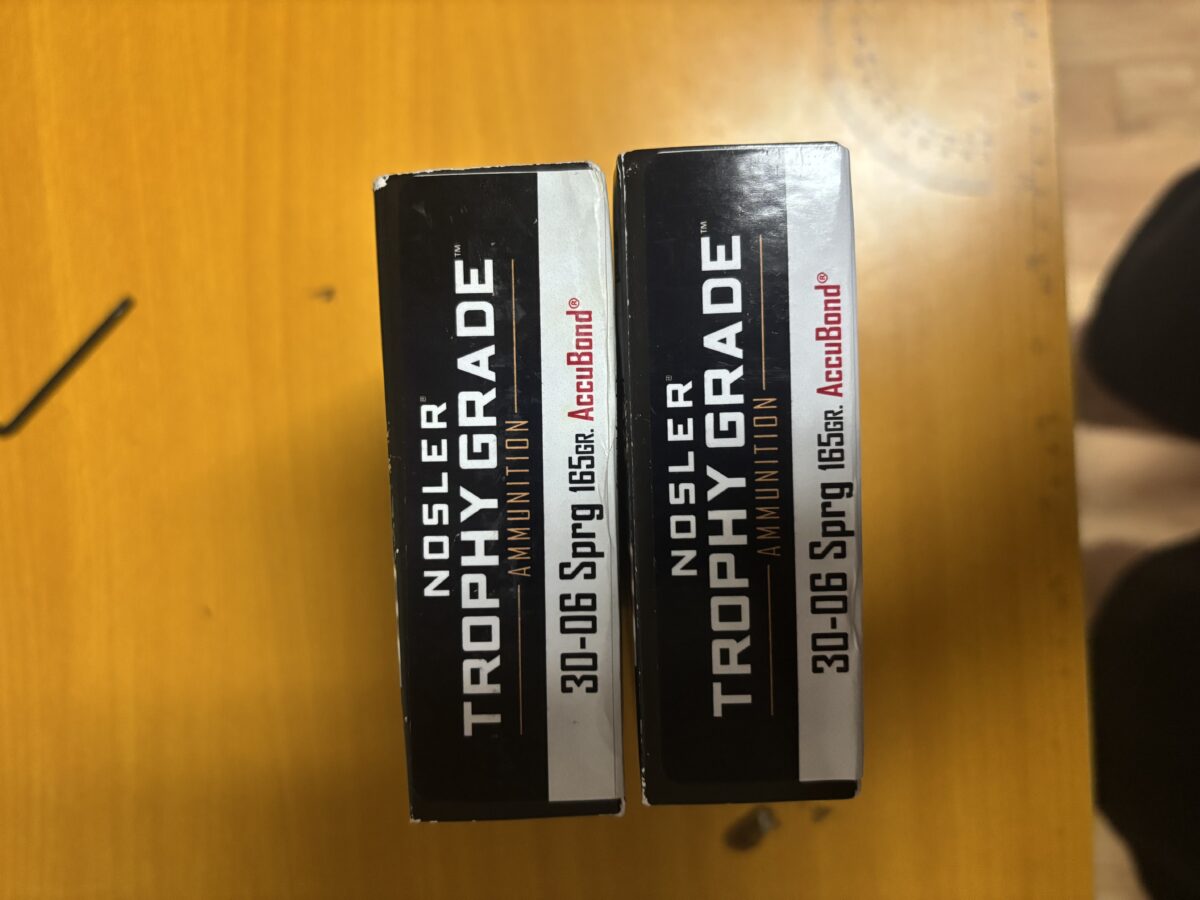 NOSLER®
TROPHY GRADE™
AMMUNITION
30-06 Sprg 165GR. AccuBond®
NOSLER®
TROPHY GRADE™
AMMUNITION
30-06 Sprg 165GR. AccuBond®